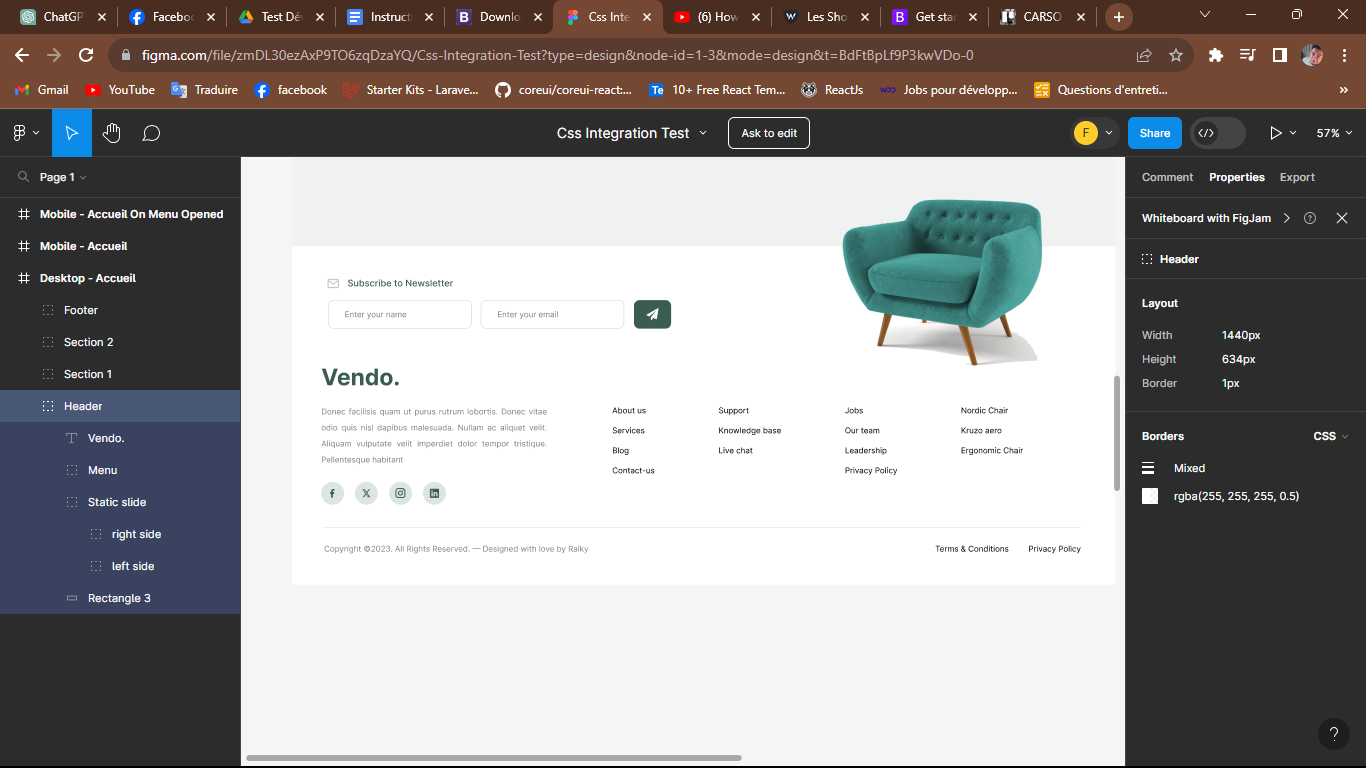 ChatGP
Facebo
Test Dé
Instruct
Downlo
Css Inte
(6) How
Les Sho
Get sta
CARSO
figma.com/file/zmDL30ezAxP9TO6zqDzaYQ/Css-Integration-Test?type=design&node-id=1-3&mode=design&t=BdFtBpLf9P3kwVDo-0
Gmail
YouTube
Traduire
facebook
Starter Kits - Larave...
coreui/coreui-react:...
10+ Free React Tem...
ReactJs
Jobs pour développ...
Questions d'entreti...
»
Css Integration Test
Ask to edit
F
Share
57%
Page 1
Mobile - Accueil On Menu Opened
Mobile - Accueil
Desktop - Accueil
Footer
Section 2
Section 1
Header
Vendo.
Menu
Static slide
right side
left side
Rectangle 3
Subscribe to Newsletter
Enter your name
Enter your email
Vendo.
Donec facilisis quam ut purus rutrum lobortis. Donec vitae
odio quis nisl dapibus malesuada. Nullam ac aliquet velit.
Aliquam vulputate velit imperdiet dolor tempor tristique.
Pellentesque habitant
About us
Services
Blog
Contact-us
Support
Knowledge base
Live chat
Jobs
Our team
Leadership
Privacy Policy
Nordic Chair
Kruzo aero
Ergonomic Chair
Copyright ©2023. All Rights Reserved. — Designed with love by Raiky
Terms & Conditions
Privacy Policy
Comment
Properties
Export
Whiteboard with FigJam
Header
Layout
Width 1440px
Height 634px
Border 1px
Borders
CSS
Mixed
rgba(255, 255, 255, 0.5)
?